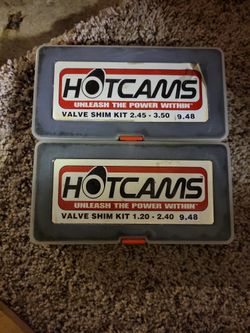 HOTCAMS
UNLEASH THE POWER WITHIN
VALVE SHIM KIT 2.45 - 3.50 9.48
HOTCAMS
UNLEASH THE POWER WITHIN
VALVE SHIM KIT 1.20 - 2.40 9.48